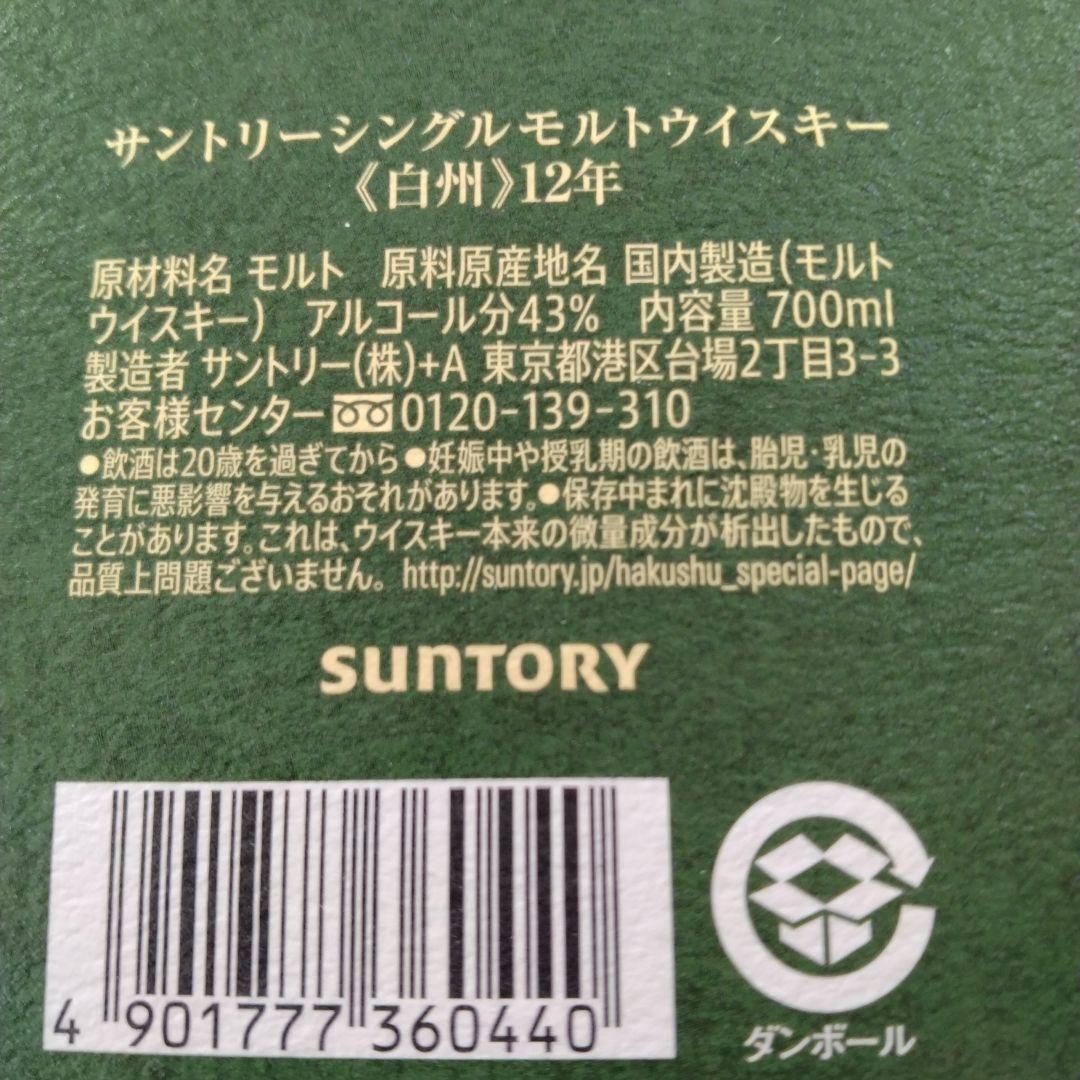 サントリーシングルモルトウイスキー
《白州》12年
原材料名 モルト 原料原産地名 国内製造(モルト
ウイスキー) アルコール分43% 内容量 700ml
製造者 サントリー(株)+A 東京都港区台場2丁目3-3
お客様センター 0120-139-310
●飲酒は20歳を過ぎてから●妊娠中や授乳期の飲酒は、胎児・乳児の
発育に悪影響を与えるおそれがあります。●保存中まれに沈殿物を生じる
ことがあります。これは、ウイスキー本来の微量成分が析出したもので、
品質上問題ございません。 http://suntory.jp/hakushu_special-page/
SUNTORY
4 901777 360440
ダンボール